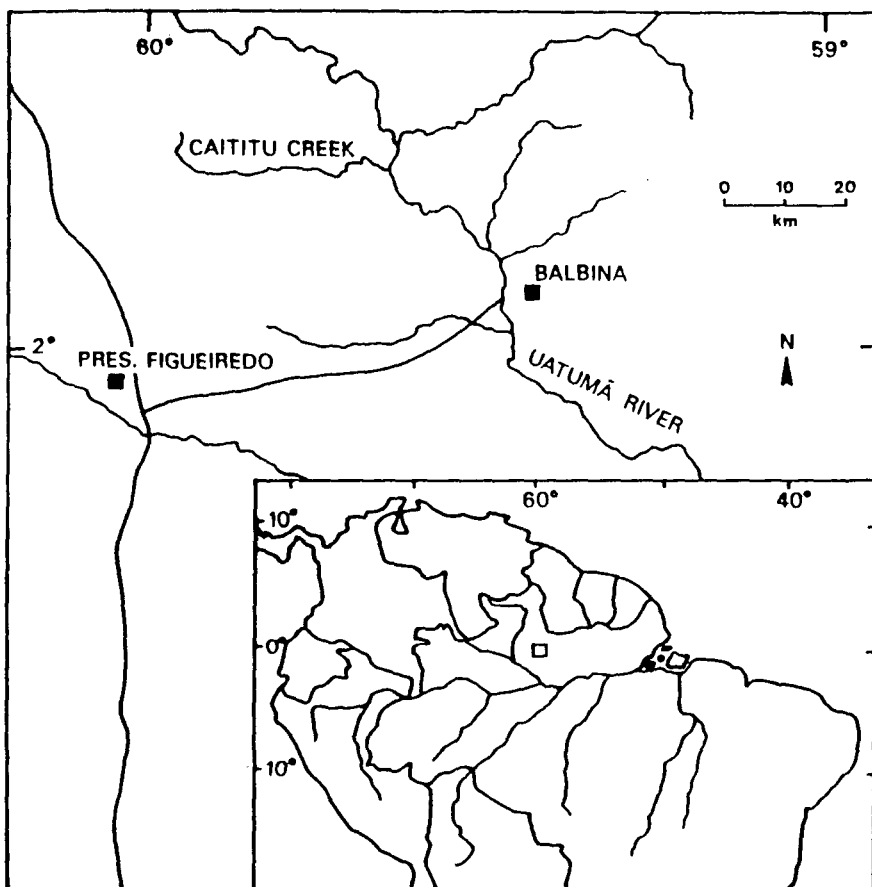 60°
59°
CAITITU CREEK
0 10 20
km
BALBINA
2°
N
PRES. FIGUEIREDO
UATUMÃ RIVER
60°
40°
10°
0°
10°